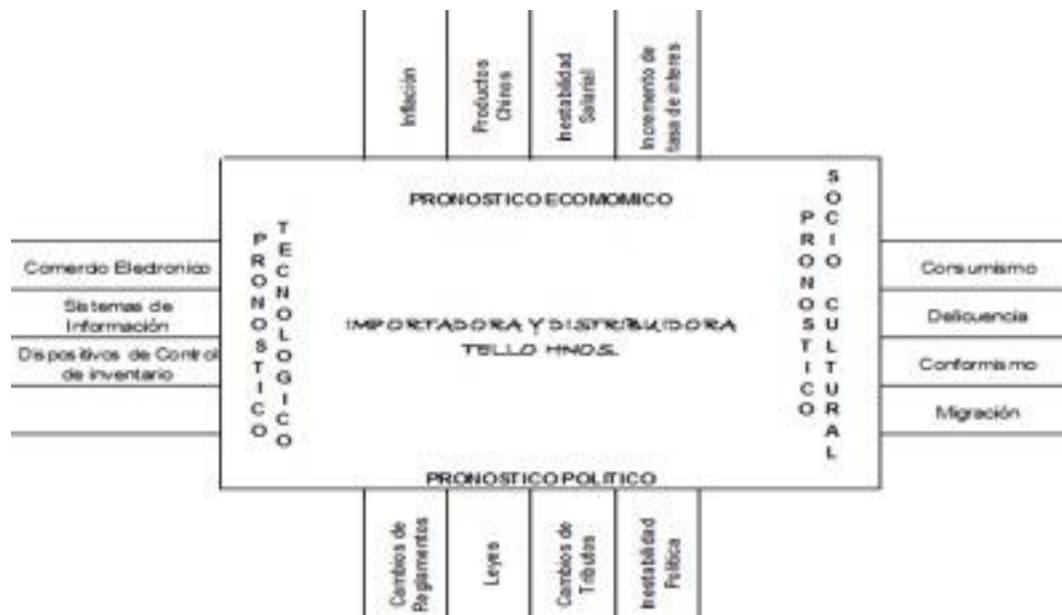 Inflación
Productos
Chinos
Inestabilidad
Salarial
Incremento de
tasa de interes
PRONOSTICO ECOMOMICO
PRONOSTICO
TECNOLOGICO
Comercio Electronico
Sistemas de
Información
Dispositivos de Control
de inventario
IMPORTADORA Y DISTRIBUIDORA
TELLO HNOS.
PRONOSTICO
SOCIO CULTURAL
Consumismo
Delicuencia
Conformismo
Migración
PRONOSTICO POLITICO
Cambios de
Reglamentos
Leyes
Cambios de
Tributos
Inestabilidad
Politica